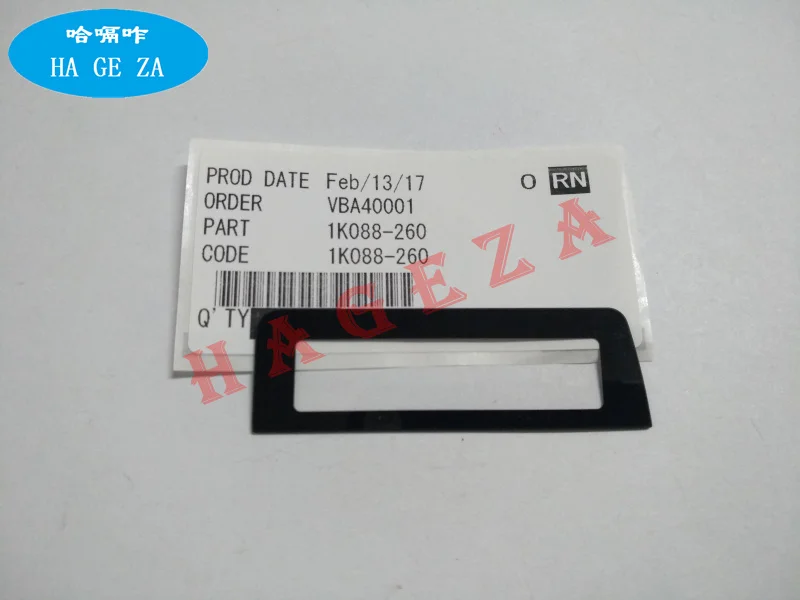 哈嗝咋
HA GE ZA
PROD DATE Feb/13/17 O RN
ORDER VBA40001
PART 1K088-260
CODE 1K088-260
Q'TY
HAGEZA